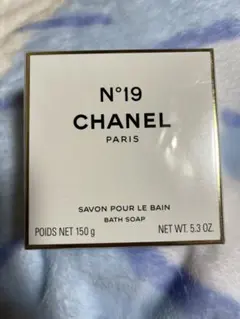 N°19
CHANEL
PARIS
SAVON POUR LE BAIN
BATH SOAP
POIDS NET 150 g NET WT. 5.3 OZ.